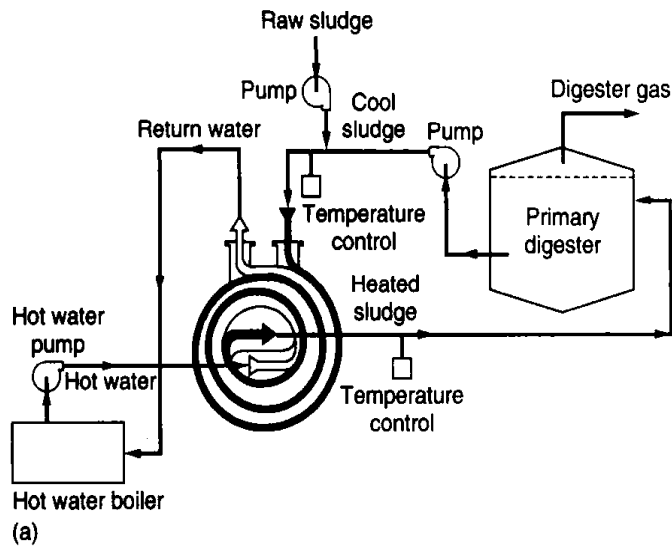 Raw sludge
Pump
Cool
sludge
Pump
Digester gas
Return water
Temperature
control
Primary
digester
Heated
sludge
Hot water
pump
Hot water
Temperature
control
Hot water boiler
(a)